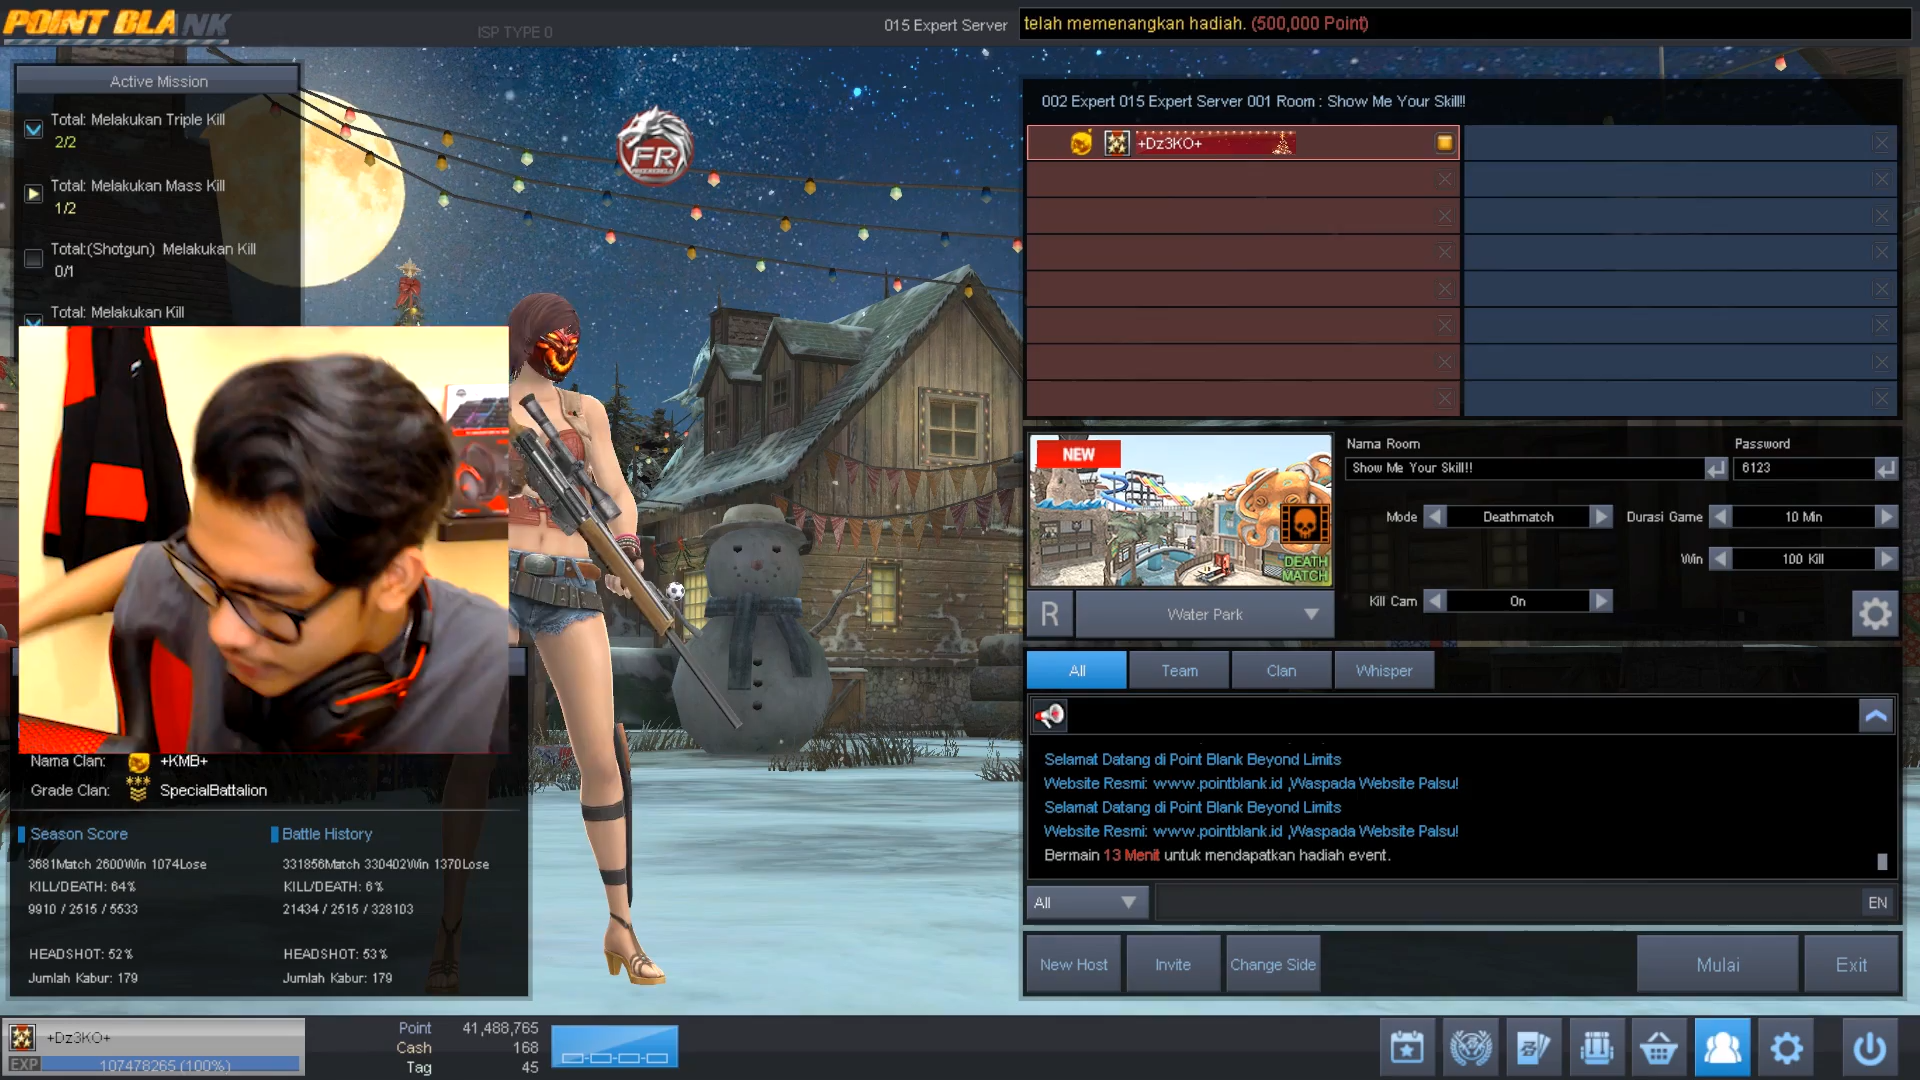 POINT BLANK
ISP TYPE 0
015 Expert Server
telah memenangkan hadiah. (500,000 Point)
Active Mission
Total: Melakukan Triple Kill
2/2
Total: Melakukan Mass Kill
1/2
Total:(Shotgun) Melakukan Kill
0/1
Total: Melakukan Kill
FR
002 Expert 015 Expert Server 001 Room : Show Me Your Skill!!
+Dz3KO+
NEW
DEATH
MATCH
R
Water Park
Nama Room
Password
Show Me Your Skill!!
6123
Mode
Deathmatch
Durasi Game
10 Min
Win
100 Kill
Kill Cam
On
All
Team
Clan
Whisper
Selamat Datang di Point Blank Beyond Limits
Website Resmi: www.pointblank.id ,Waspada Website Palsu!
Selamat Datang di Point Blank Beyond Limits
Website Resmi: www.pointblank.id ,Waspada Website Palsu!
Bermain 13 Menit untuk mendapatkan hadiah event.
All
EN
New Host
Invite
Change Side
Mulai
Exit
Nama Clan: +KMB+
Grade Clan: SpecialBattalion
Season Score
3681Match 2600Win 1074Lose
KILL/DEATH: 64%
9910 / 2515 / 5533
HEADSHOT: 52%
Jumlah Kabur: 179
Battle History
331856Match 330402Win 1370Lose
KILL/DEATH: 6%
21434 / 2515 / 328103
HEADSHOT: 53%
Jumlah Kabur: 179
+Dz3KO+
EXP 107478265 (100%)
Point 41,488,765
Cash 168
Tag 45